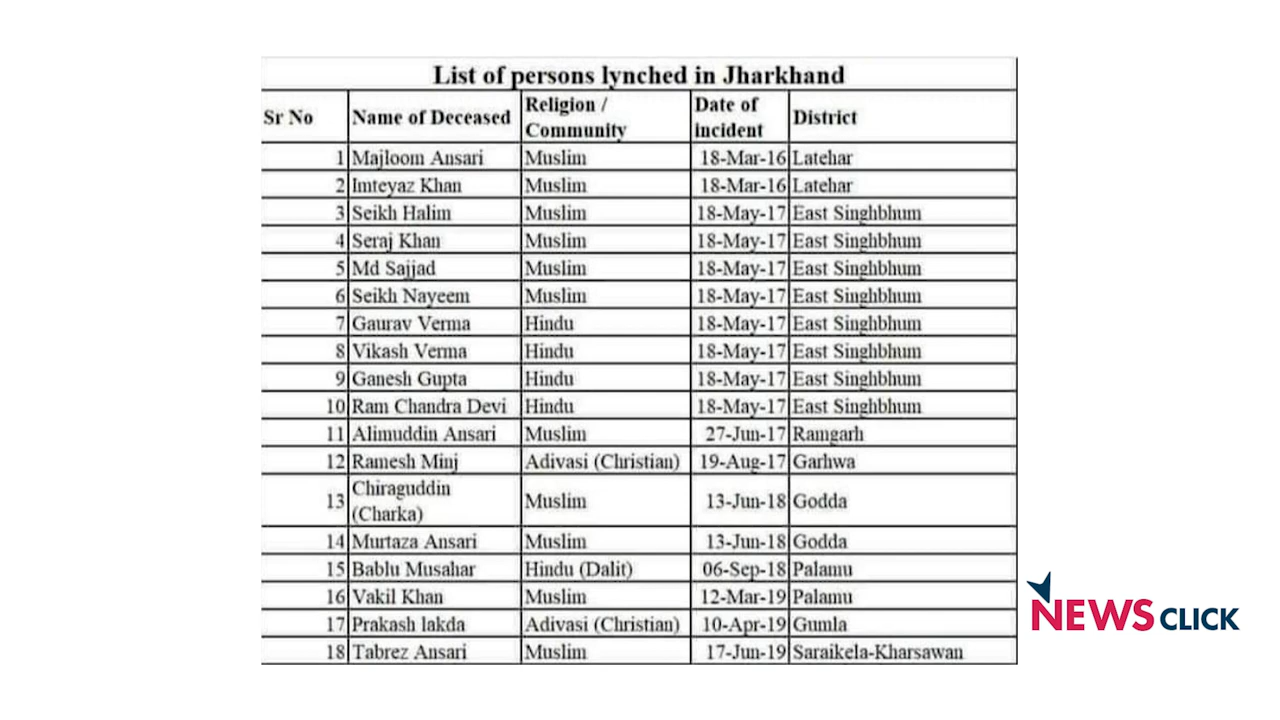 List of persons lynched in Jharkhand
Sr No Name of Deceased Religion / Community Date of incident District
1 Majloom Ansari Muslim 18-Mar-16 Latehar
2 Imteyaz Khan Muslim 18-Mar-16 Latehar
3 Seikh Halim Muslim 18-May-17 East Singhbhum
4 Seraj Khan Muslim 18-May-17 East Singhbhum
5 Md Sajjad Muslim 18-May-17 East Singhbhum
6 Seikh Nayeem Muslim 18-May-17 East Singhbhum
7 Gaurav Verma Hindu 18-May-17 East Singhbhum
8 Vikash Verma Hindu 18-May-17 East Singhbhum
9 Ganesh Gupta Hindu 18-May-17 East Singhbhum
10 Ram Chandra Devi Hindu 18-May-17 East Singhbhum
11 Alimuddin Ansari Muslim 27-Jun-17 Ramgarh
12 Ramesh Minj Adivasi (Christian) 19-Aug-17 Garhwa
13 Chiraguddin (Charka) Muslim 13-Jun-18 Godda
14 Murtaza Ansari Muslim 13-Jun-18 Godda
15 Bablu Musahar Hindu (Dalit) 06-Sep-18 Palamu
16 Vakil Khan Muslim 12-Mar-19 Palamu
17 Prakash lakda Adivasi (Christian) 10-Apr-19 Gumla
18 Tabrez Ansari Muslim 17-Jun-19 Saraikela-Kharsawan
NEWS CLICK